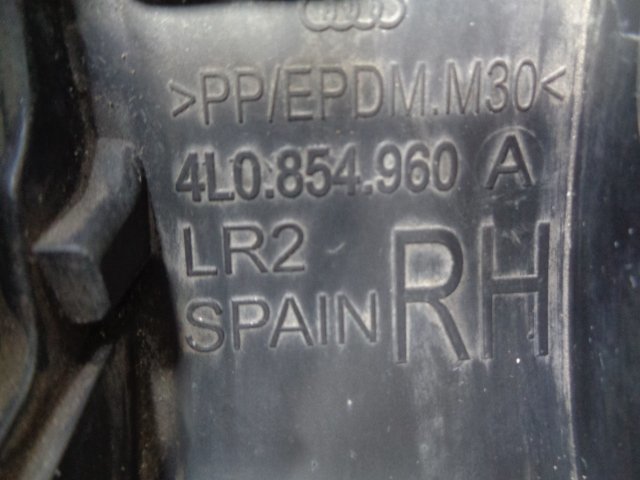 >PP/EPDM.M30<
4L0.854.960 A
LR2
SPAIN RH